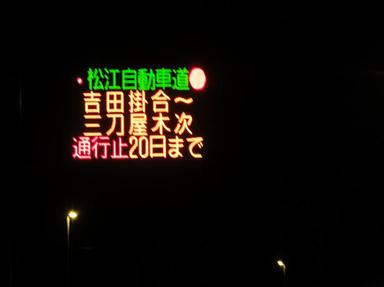 松江自動車道
吉田掛合～
三刀屋木次
通行止20日まで